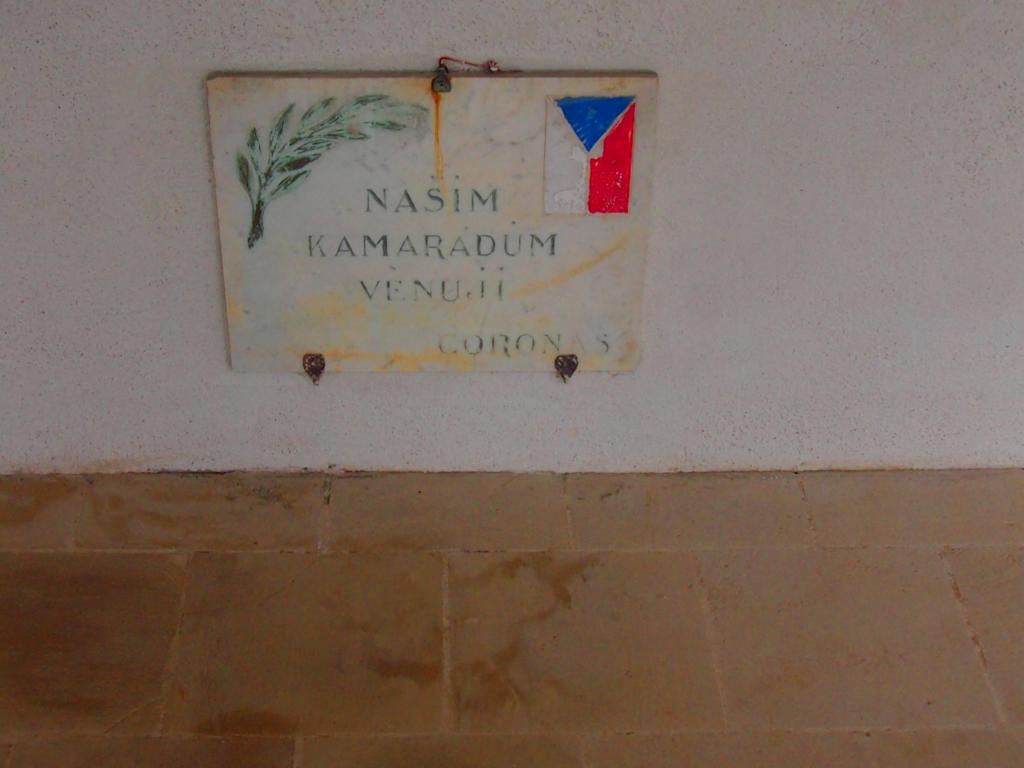 NAŠIM
KAMARÁDŮM
VĚNUJÍ
CORONAS